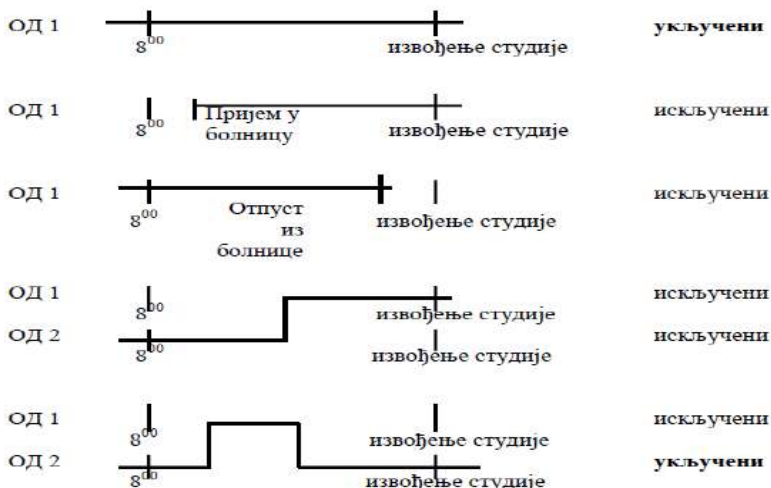 ОД 1 8⁰⁰ извођење студије укључени
ОД 1 8⁰⁰ Пријем у извођење студије искључени
болницу
ОД 1 8⁰⁰ Отпуст извођење студије искључени
из
болнице
ОД 1 8⁰⁰ извођење студије искључени
ОД 2 8⁰⁰ извођење студије искључени
ОД 1 8⁰⁰ извођење студије искључени
ОД 2 8⁰⁰ извођење студије укључени